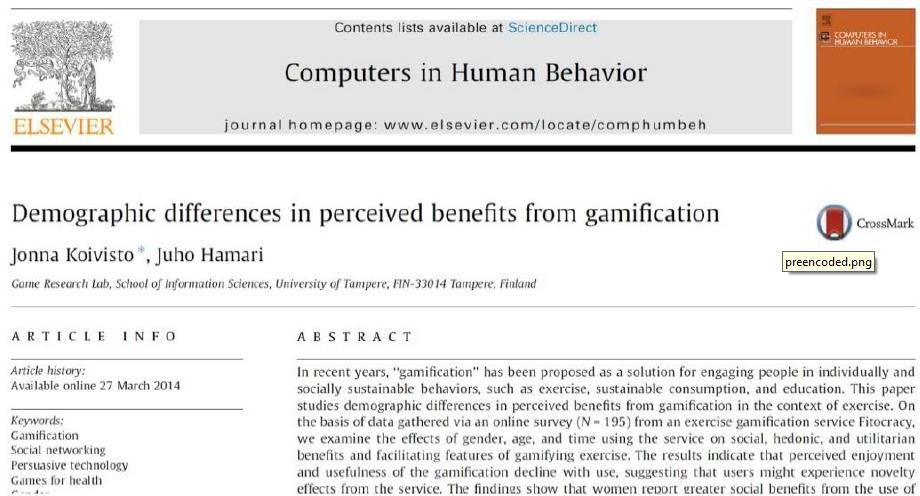 Contents lists available at ScienceDirect
Computers in Human Behavior
journal homepage: www.elsevier.com/locate/comphumbeh
ELSEVIER
COMPUTERS IN
HUMAN BEHAVIOR
Demographic differences in perceived benefits from gamification
CrossMark
Jonna Koivisto *, Juho Hamari
preencoded.png
Game Research Lab, School of Information Sciences, University of Tampere, FIN-33014 Tampere, Finland
ARTICLE INFO
Article history:
Available online 27 March 2014
Keywords:
Gamification
Social networking
Persuasive technology
Games for health
Gender
ABSTRACT
In recent years, “gamification” has been proposed as a solution for engaging people in individually and
socially sustainable behaviors, such as exercise, sustainable consumption, and education. This paper
studies demographic differences in perceived benefits from gamification in the context of exercise. On
the basis of data gathered via an online survey (N = 195) from an exercise gamification service Fitocracy,
we examine the effects of gender, age, and time using the service on social, hedonic, and utilitarian
benefits and facilitating features of gamifying exercise. The results indicate that perceived enjoyment
and usefulness of the gamification decline with use, suggesting that users might experience novelty
effects from the service. The findings show that women report greater social benefits from the use of